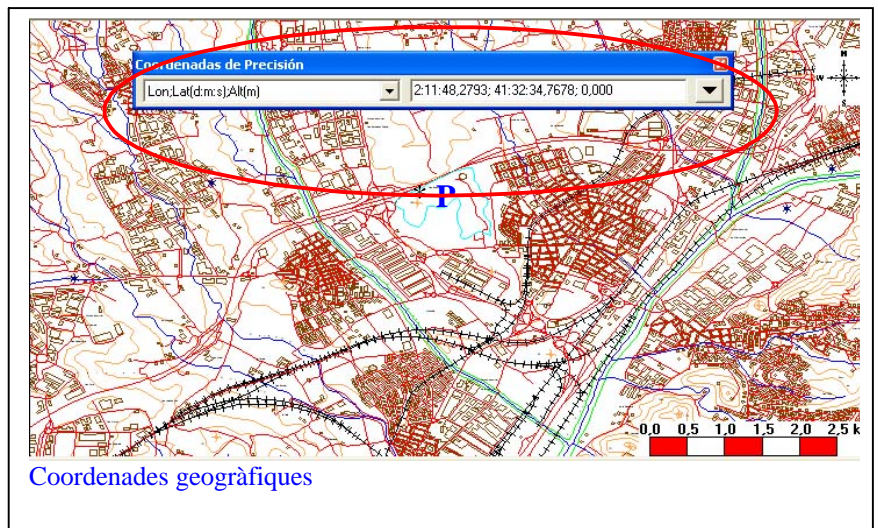 Coordenadas de Precisión
Lon;Lat(d:m:s);Alt(m) 2:11:48,2793; 41:32:34,7678; 0,000
N
W
S
P
0,0 0,5 1,0 1,5 2,0 2,5 k
Coordenades geogràfiques